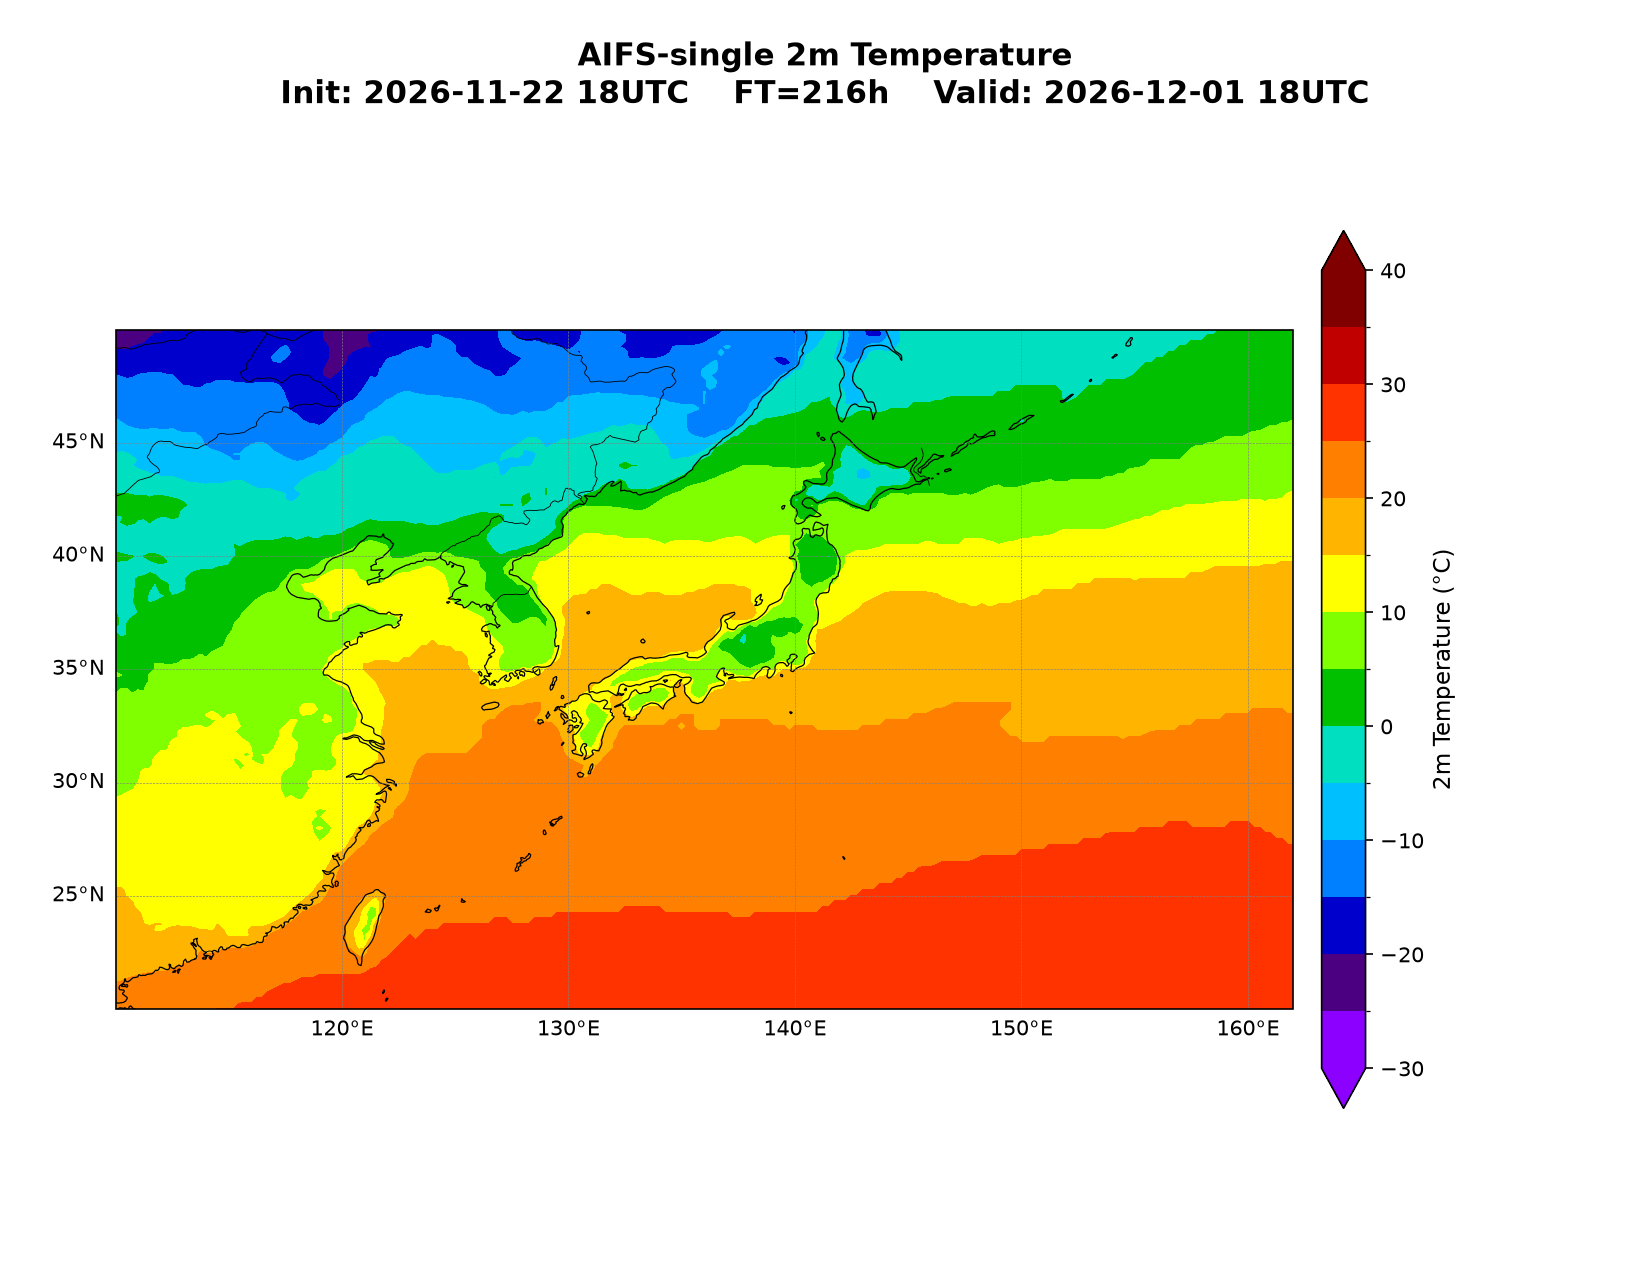 AIFS-single 2m Temperature
Init: 2026-11-22 18UTC    FT=216h    Valid: 2026-12-01 18UTC
40
30
20
10
0
−10
−20
−30
2m Temperature (°C)
45°N
40°N
35°N
30°N
25°N
120°E
130°E
140°E
150°E
160°E